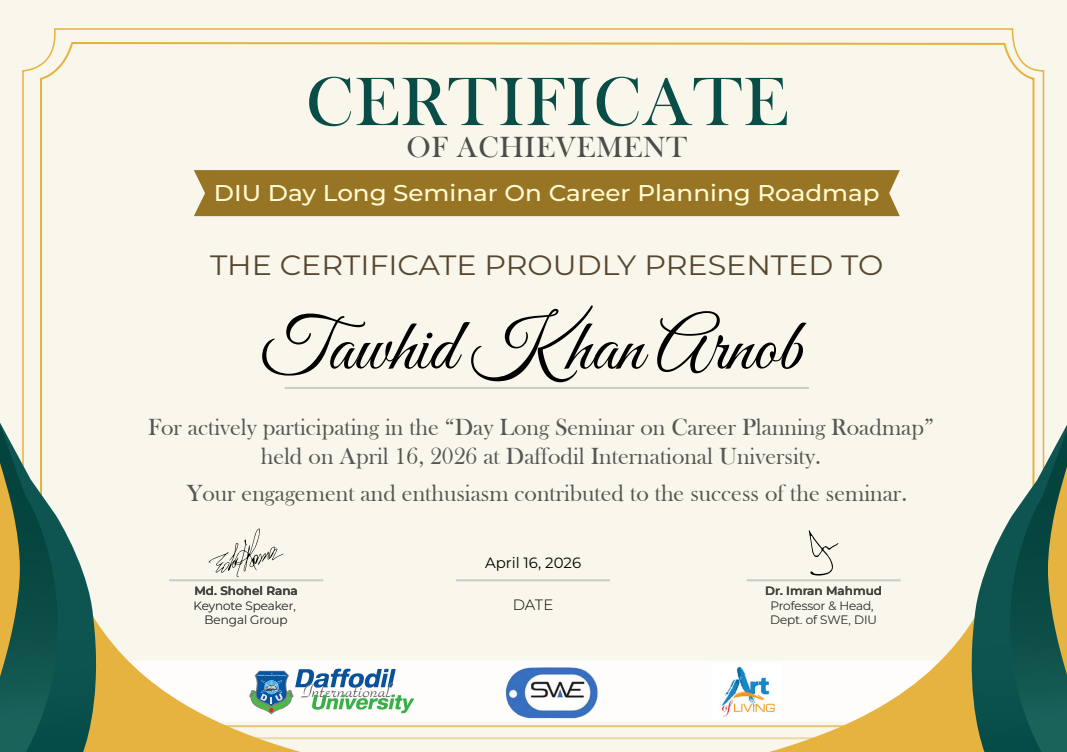 CERTIFICATE
OF ACHIEVEMENT
DIU Day Long Seminar On Career Planning Roadmap
THE CERTIFICATE PROUDLY PRESENTED TO
Tawhid Khan Arnob
For actively participating in the “Day Long Seminar on Career Planning Roadmap”
held on April 16, 2026 at Daffodil International University.
Your engagement and enthusiasm contributed to the success of the seminar.
April 16, 2026
Md. Shohel Rana
Keynote Speaker,
Bengal Group
DATE
Dr. Imran Mahmud
Professor & Head,
Dept. of SWE, DIU
DIU
Daffodil
International
University
SWE
Art
of LIVING